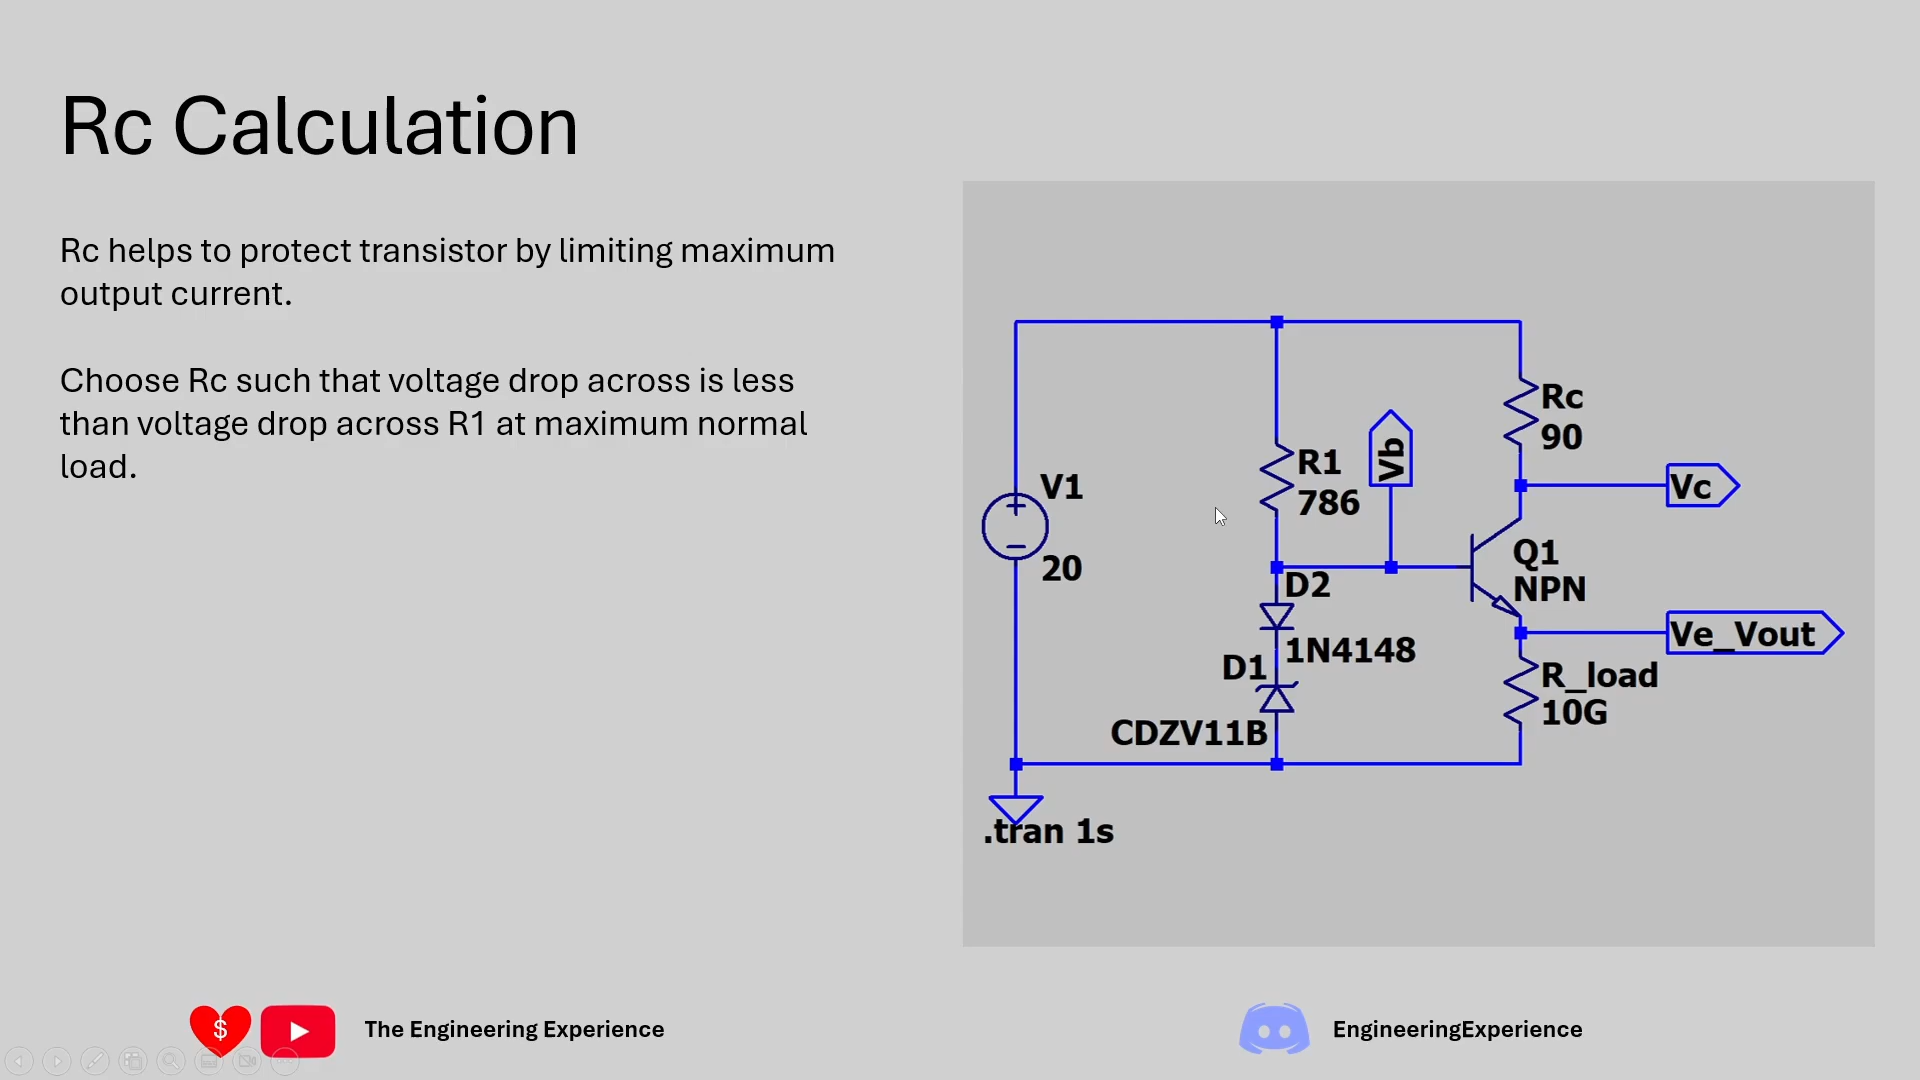 Rc Calculation
Rc helps to protect transistor by limiting maximum
output current.
Choose Rc such that voltage drop across is less
than voltage drop across R1 at maximum normal
load.
V1
20
R1
786
Vb
Rc
90
Vc
Q1
NPN
D2
1N4148
D1
CDZV11B
Ve_Vout
R_load
10G
.tran 1s
$
The Engineering Experience
EngineeringExperience